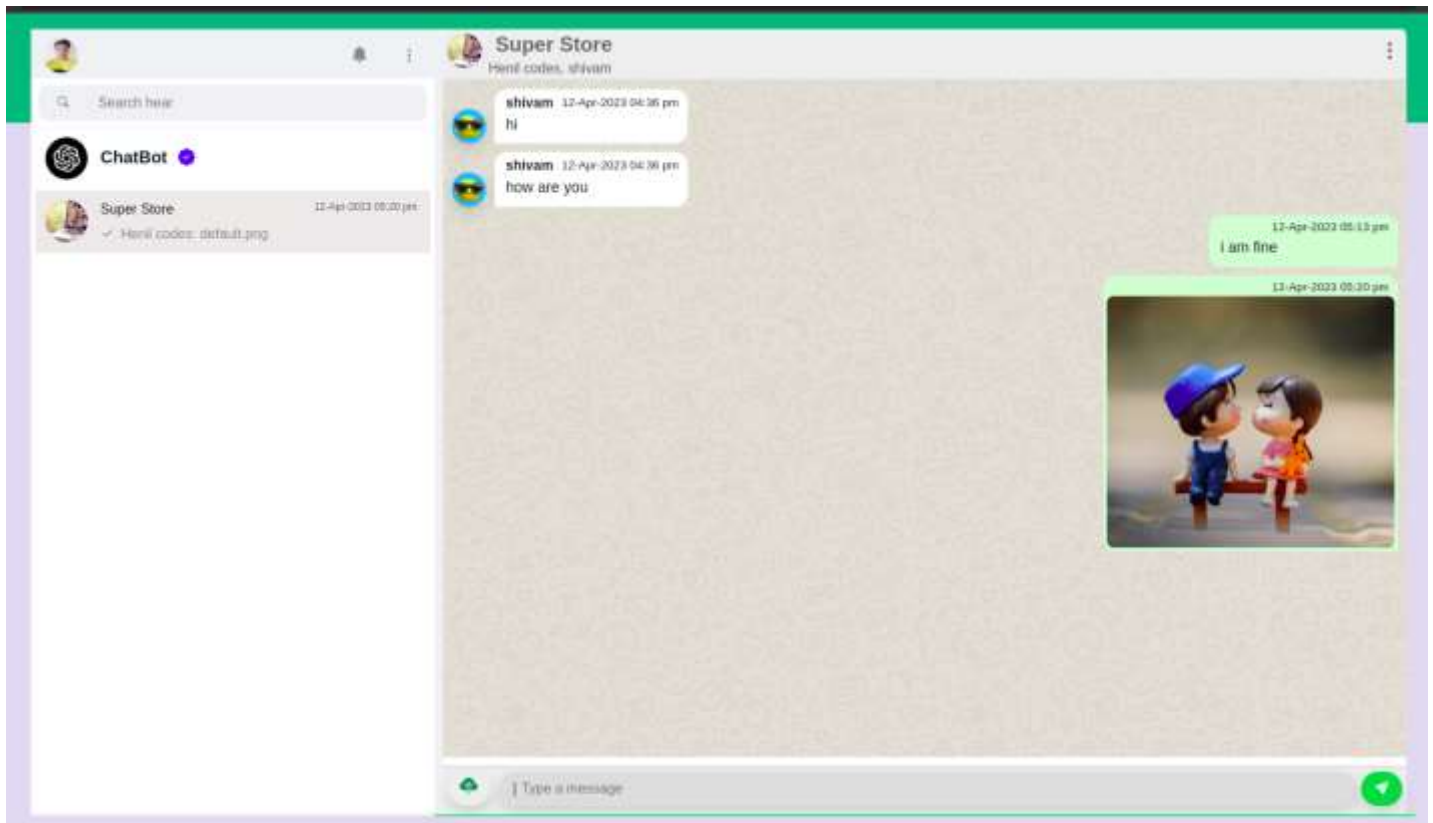 Super Store
Henil codes, shivam
Search hear
ChatBot
Super Store 12-Apr-2023 05:20 pm
Henil codes: default.png
shivam 12-Apr-2023 04:36 pm
hi
shivam 12-Apr-2023 04:36 pm
how are you
12-Apr-2023 05:13 pm
i am fine
12-Apr-2023 05:20 pm
Type a message